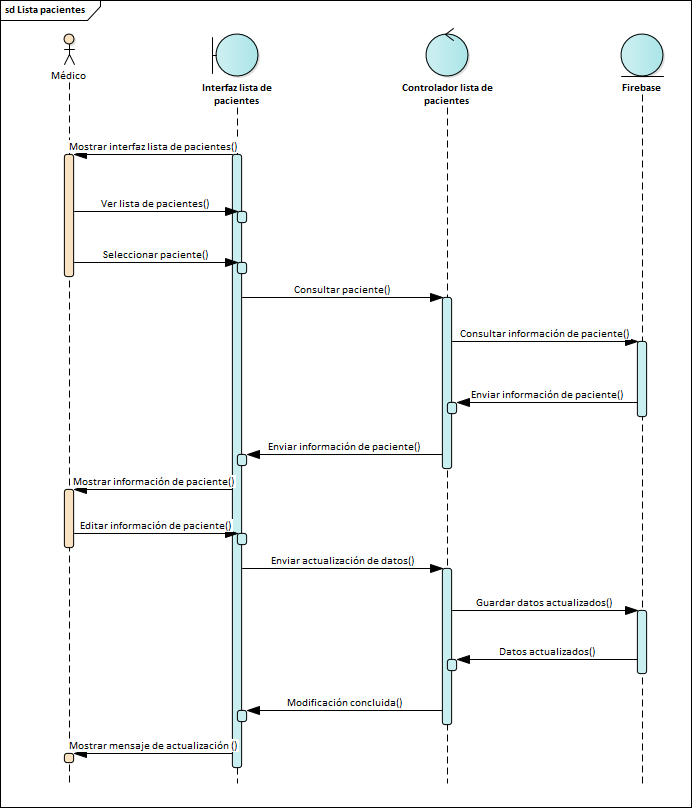 sd Lista pacientes
Médico
Interfaz lista de
pacientes
Controlador lista de
pacientes
Firebase
Mostrar interfaz lista de pacientes()
Ver lista de pacientes()
Seleccionar paciente()
Consultar paciente()
Consultar información de paciente()
Enviar información de paciente()
Enviar información de paciente()
Mostrar información de paciente()
Editar información de paciente()
Enviar actualización de datos()
Guardar datos actualizados()
Datos actualizados()
Modificación concluida()
Mostrar mensaje de actualización ()